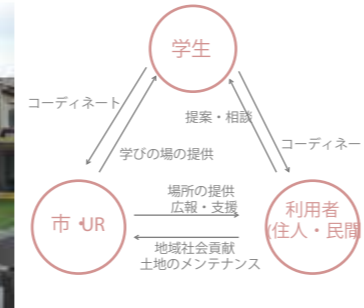 学生
コーディネート
提案・相談
学びの場の提供
コーディネー
場所の提供
広報・支援
市・UR
利用者
(住人・民間
地域社会貢献
土地のメンテナンス